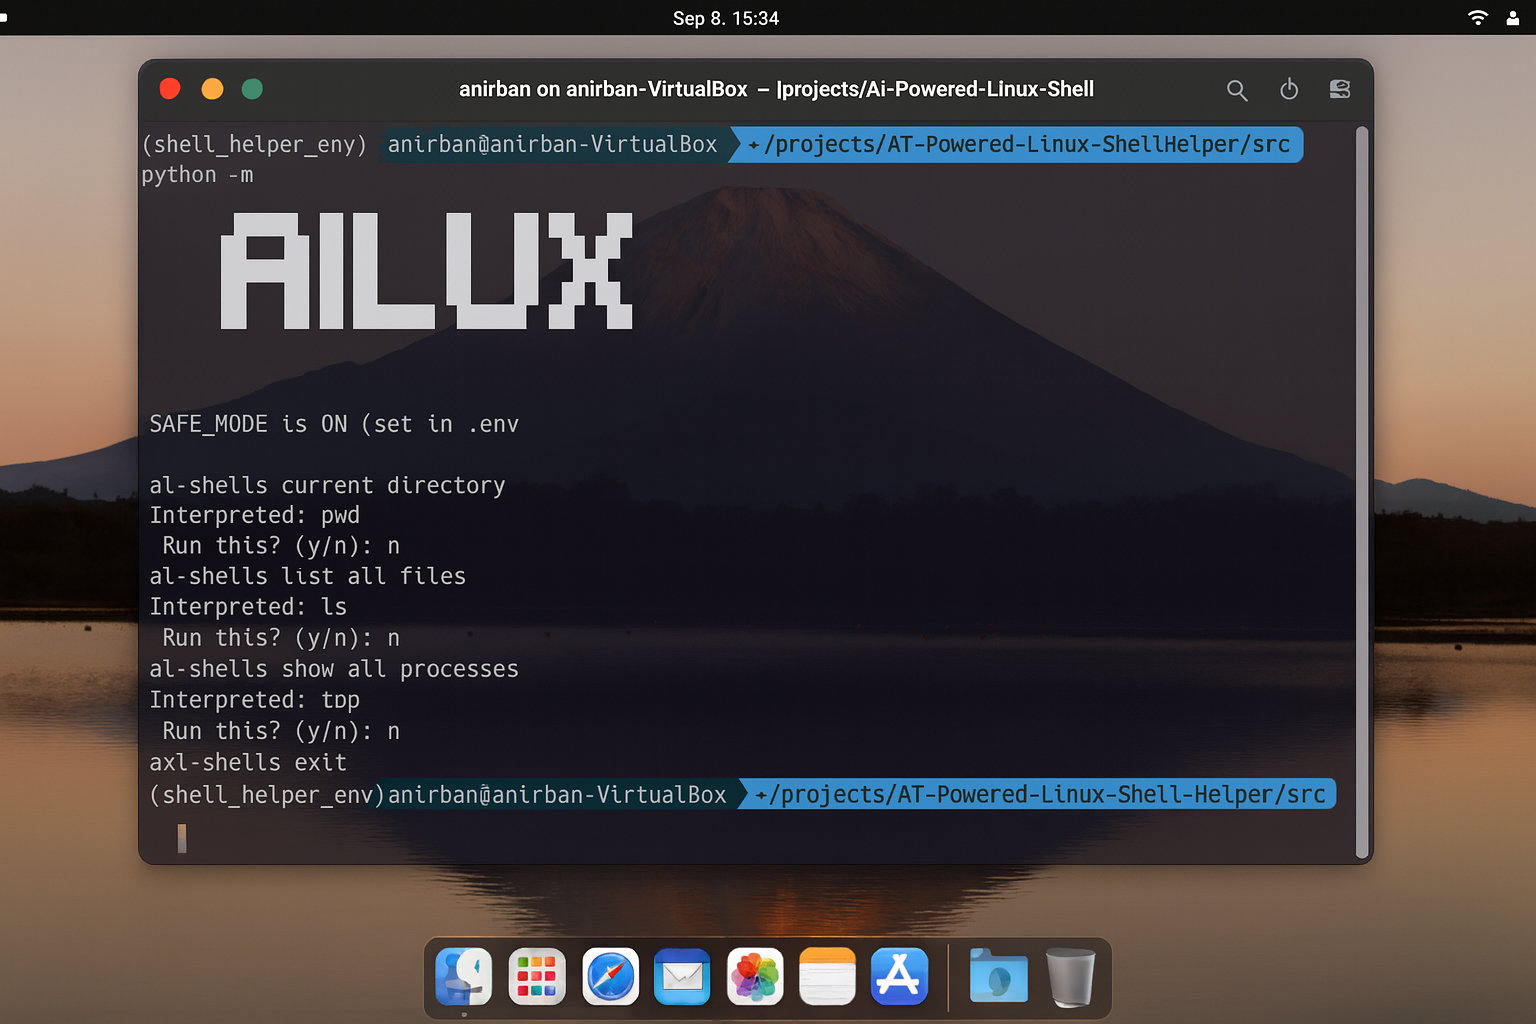 Sep 8. 15:34
anirban on anirban-VirtualBox – |projects/Ai-Powered-Linux-Shell
(shell_helper_eny) anirban@anirban-VirtualBox ~/projects/AT-Powered-Linux-ShellHelper/src
python -m
AILUX
SAFE_MODE is ON (set in .env
al-shells current directory
Interpreted: pwd
Run this? (y/n): n
al-shells list all files
Interpreted: ls
Run this? (y/n): n
al-shells show all processes
Interpreted: tpp
Run this? (y/n): n
axl-shells exit
(shell_helper_env)anirban@anirban-VirtualBox ~/projects/AT-Powered-Linux-Shell-Helper/src